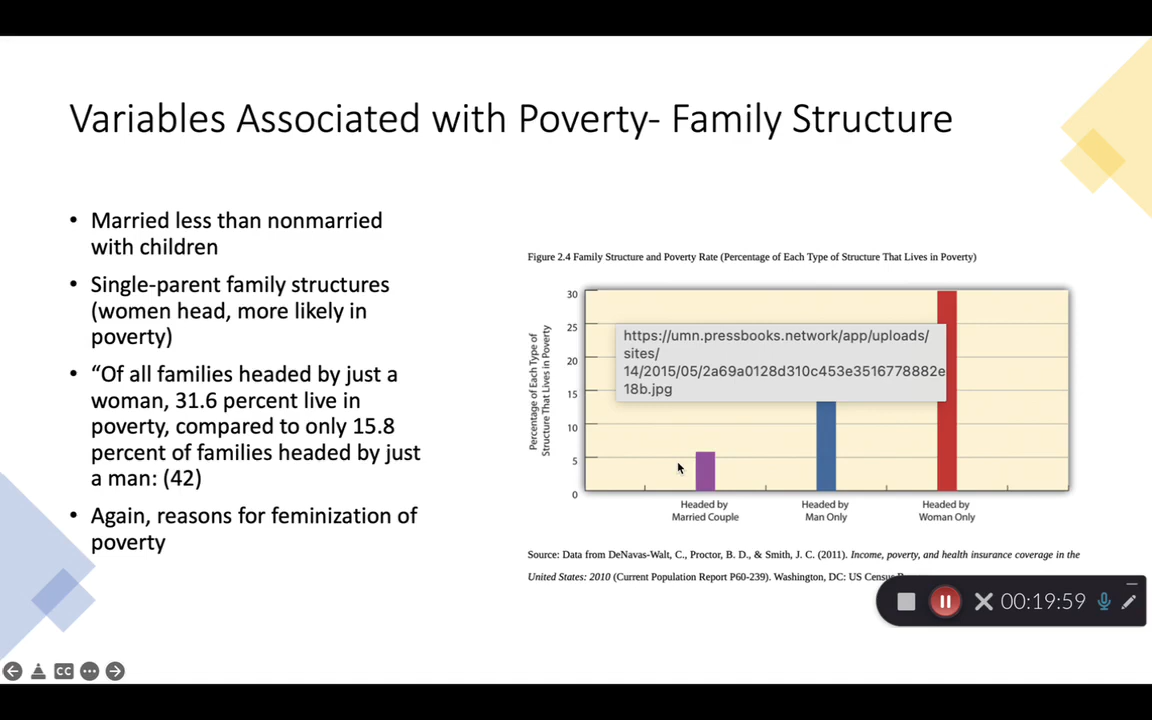 Variables Associated with Poverty- Family Structure
• Married less than nonmarried
with children
• Single-parent family structures
(women head, more likely in
poverty)
• “Of all families headed by just a
woman, 31.6 percent live in
poverty, compared to only 15.8
percent of families headed by just
a man: (42)
• Again, reasons for feminization of
poverty
Figure 2.4 Family Structure and Poverty Rate (Percentage of Each Type of Structure That Lives in Poverty)
Percentage of Each Type of
Structure That Lives in Poverty
30
25
20
15
10
5
0
https://umn.pressbooks.network/app/uploads/
sites/
14/2015/05/2a69a0128d310c453e3516778882e
18b.jpg
Headed by
Married Couple
Headed by
Man Only
Headed by
Woman Only
Source: Data from DeNavas-Walt, C., Proctor, B. D., & Smith, J. C. (2011). Income, poverty, and health insurance coverage in the
United States: 2010 (Current Population Report P60-239). Washington, DC: US
00:19:59
CC